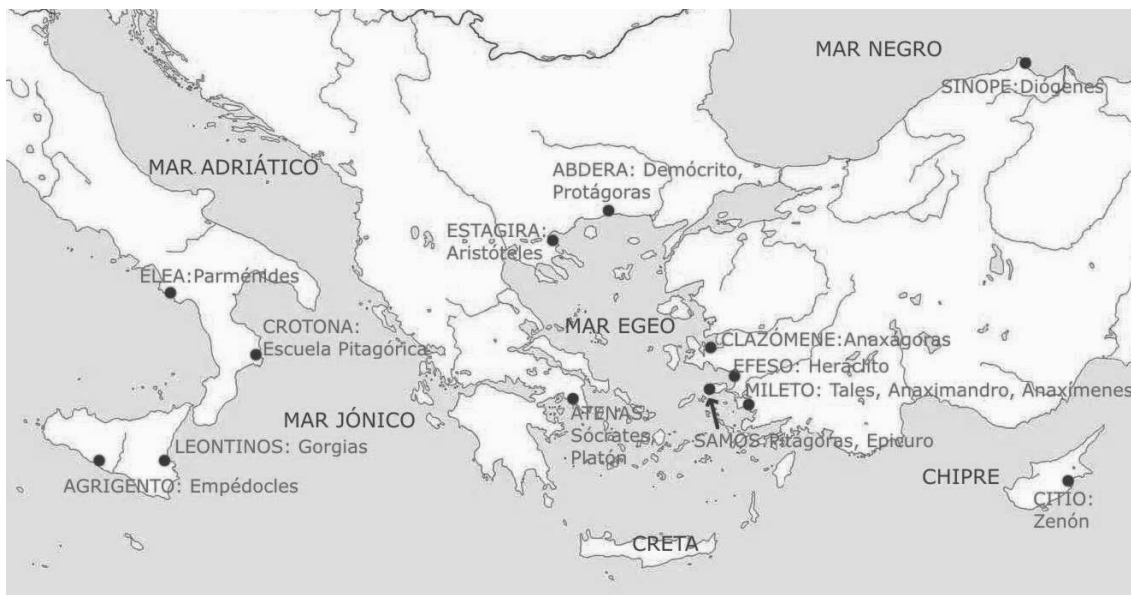 MAR NEGRO
SINOPE:Diógenes
MAR ADRIÁTICO
ABDERA: Demócrito,
Protágoras
ESTAGIRA:
Aristóteles
ELEA:Parménides
MAR EGEO
CROTONA:
Escuela Pitagórica
CLAZÓMENE:Anaxágoras
EFESO: Heráclito
MILETO: Tales, Anaximandro, Anaxímenes
MAR JÓNICO
ATENAS:
Sócrates,
Platón
SAMOS:Pitágoras, Epicuro
LEONTINOS: Gorgias
AGRIGENTO: Empédocles
CHIPRE
CITIO:
Zenón
CRETA